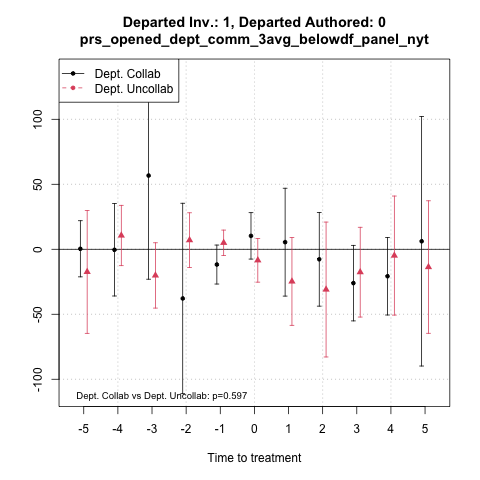 Departed Inv.: 1, Departed Authored: 0
prs_opened_dept_comm_3avg_belowdf_panel_nyt
Dept. Collab
Dept. Uncollab
100
50
0
-50
-100
Dept. Collab vs Dept. Uncollab: p=0.597
-5 -4 -3 -2 -1 0 1 2 3 4 5
Time to treatment